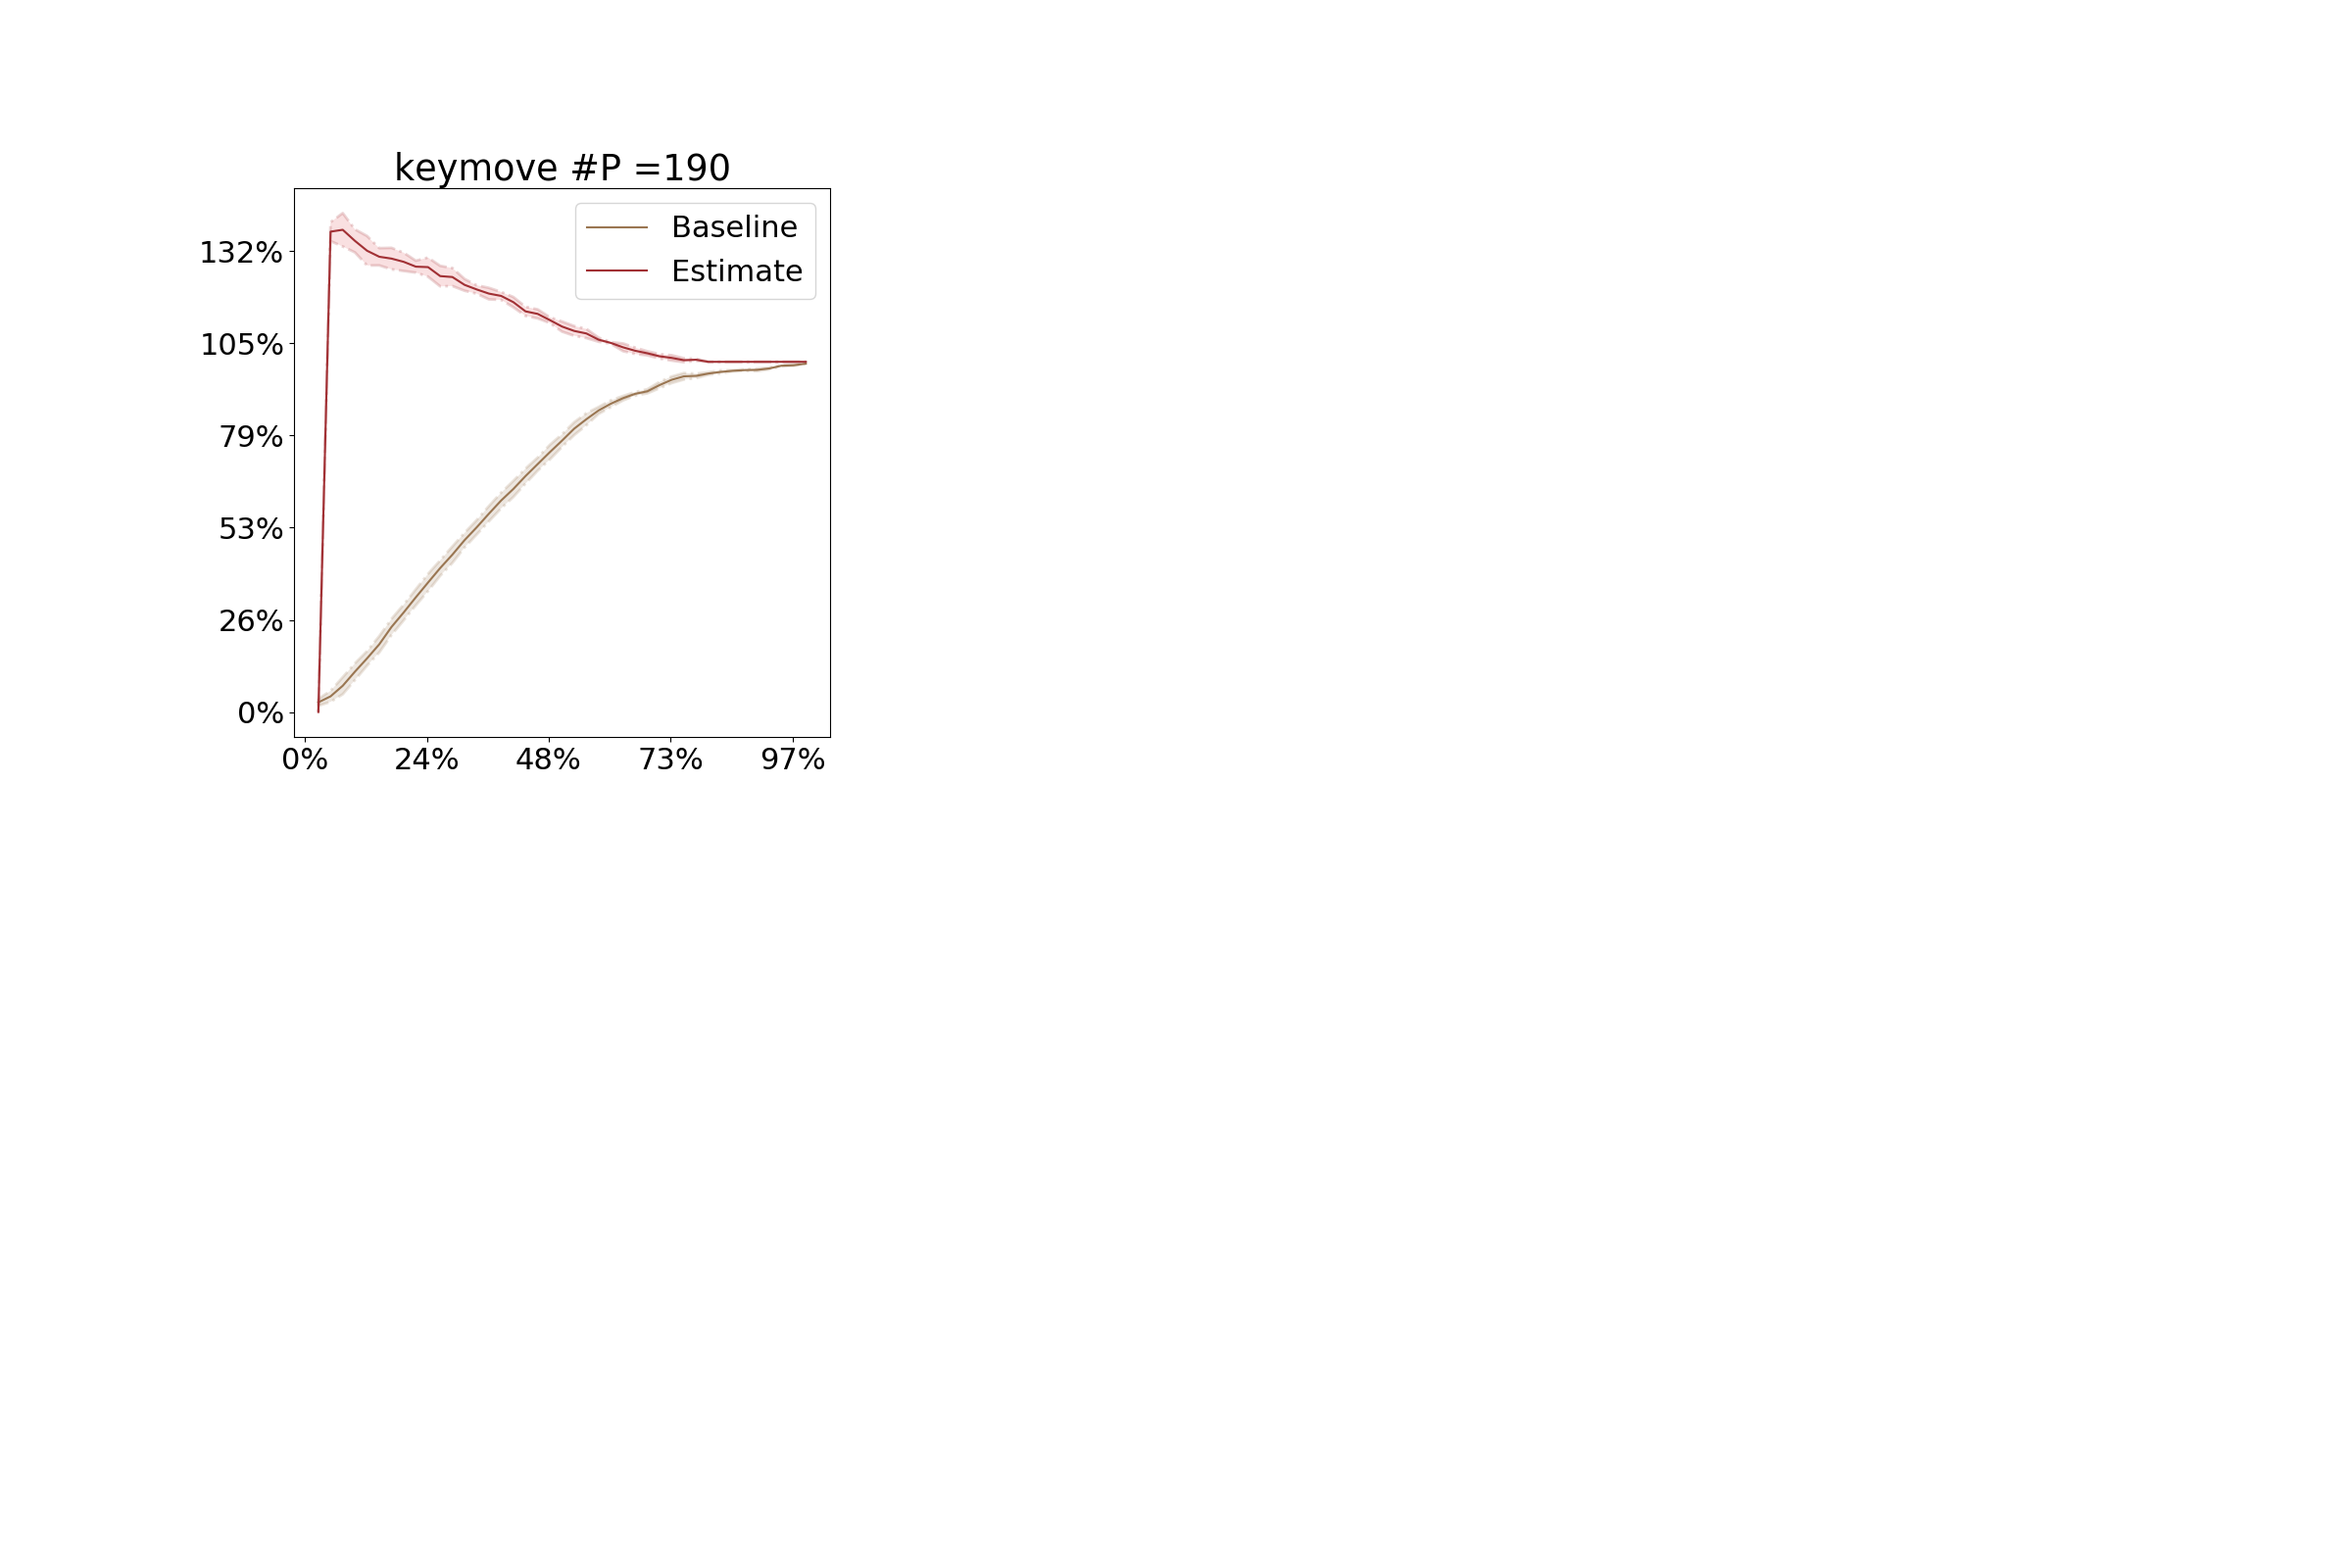 keymove #P =190
Baseline
Estimate
132%
105%
79%
53%
26%
0%
0% 24% 48% 73% 97%